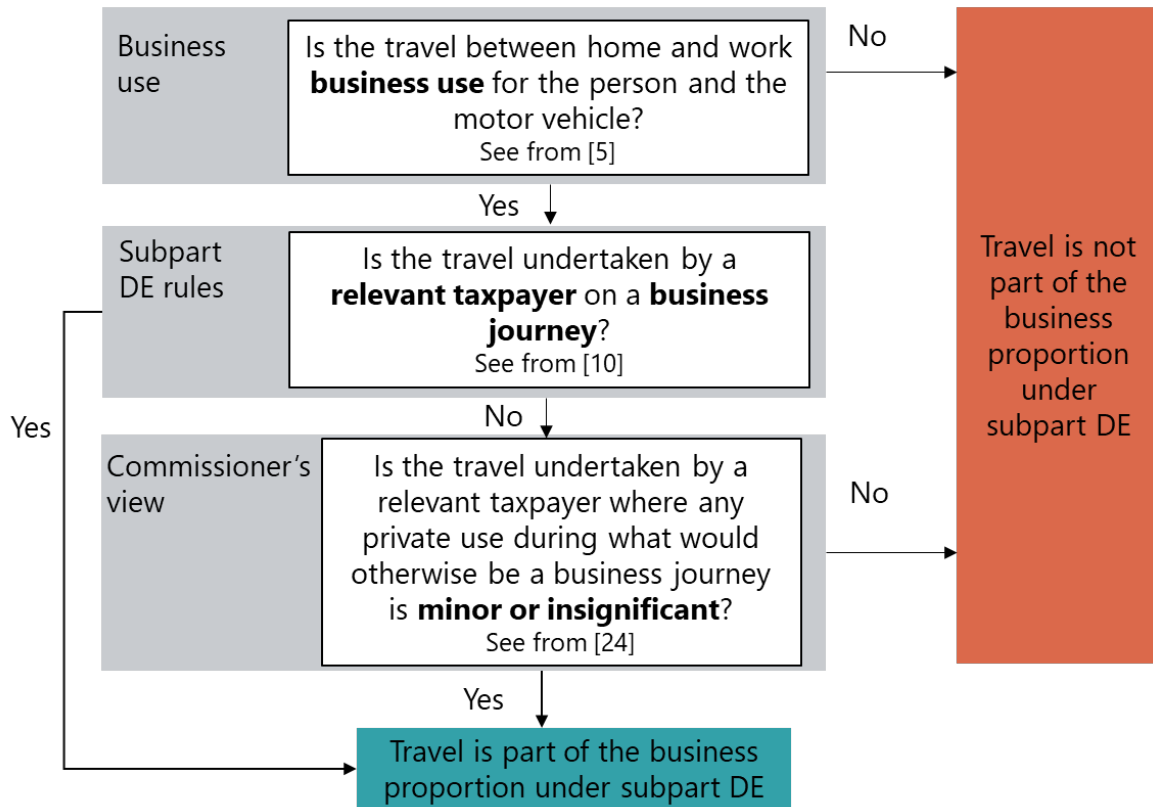 Business
use
Is the travel between home and work
business use for the person and the
motor vehicle?
See from [5]
No
Yes
Subpart
DE rules
Is the travel undertaken by a
relevant taxpayer on a business
journey?
See from [10]
Yes
No
Commissioner’s
view
Is the travel undertaken by a
relevant taxpayer where any
private use during what would
otherwise be a business journey
is minor or insignificant?
See from [24]
No
Yes
Travel is part of the business
proportion under subpart DE
Travel is not
part of the
business
proportion
under
subpart DE